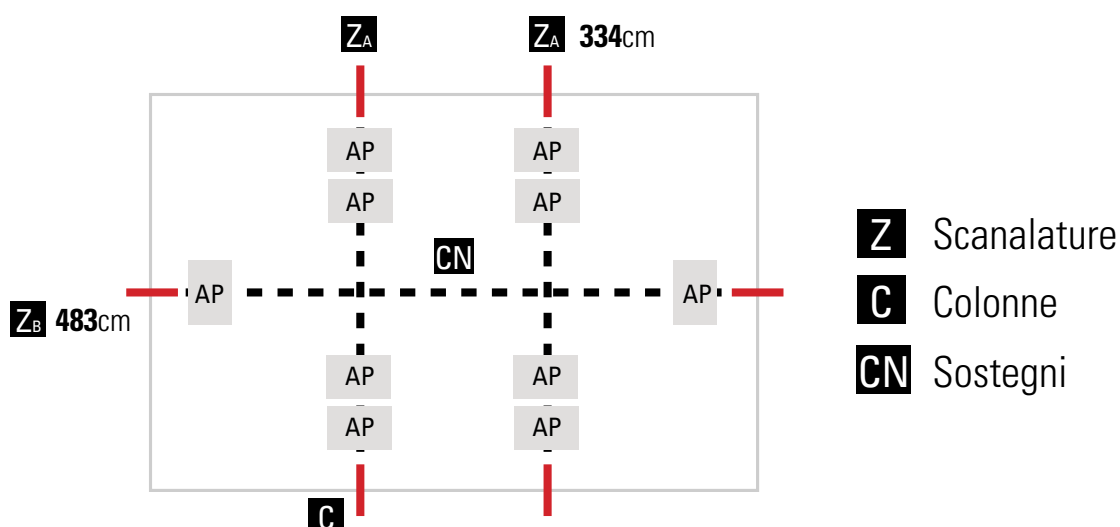 ZA ZA 334cm
AP AP
AP AP
CN
AP AP
ZB 483cm
AP AP
AP AP
C
Z Scanalature
C Colonne
CN Sostegni